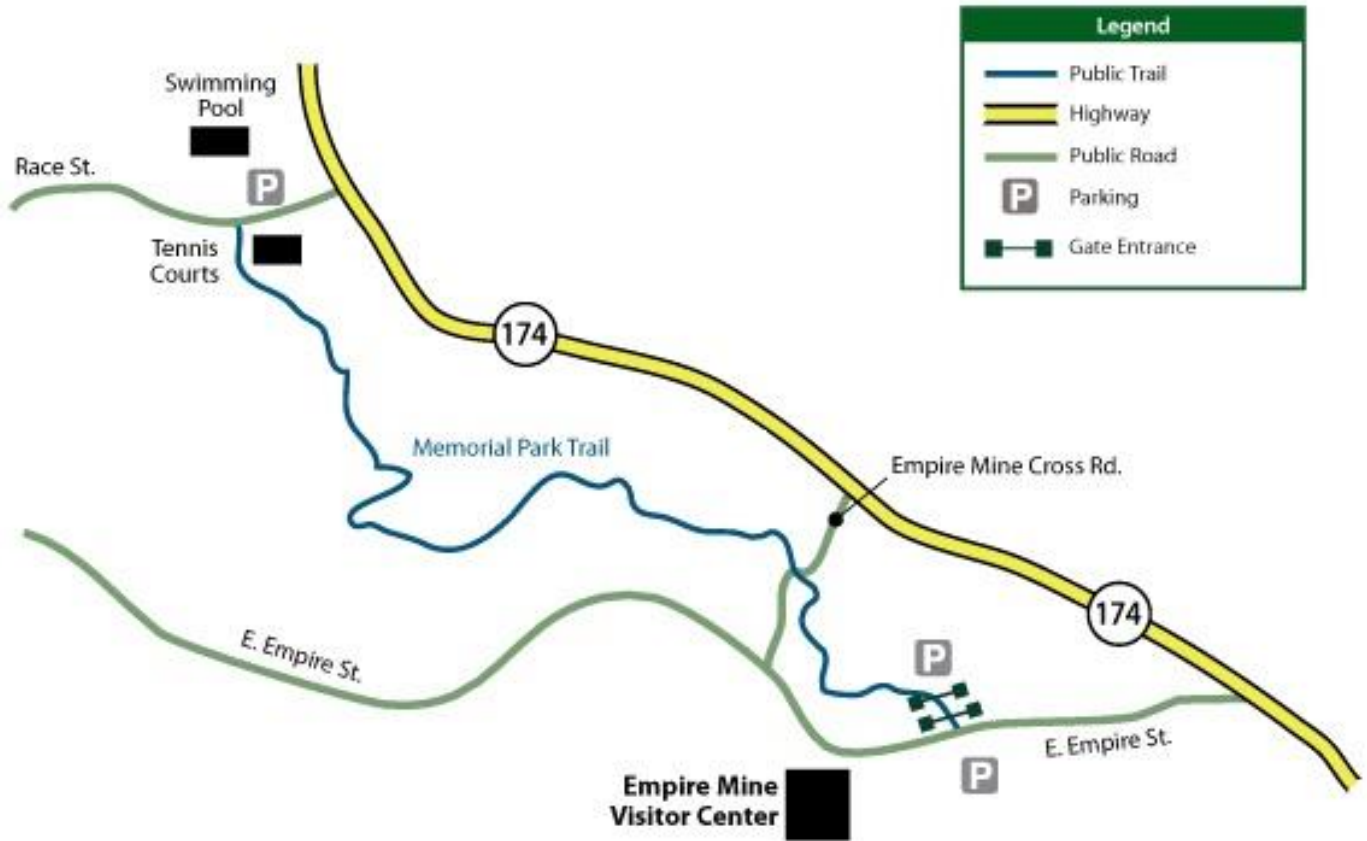 Legend
Public Trail
Highway
Public Road
P
Parking
Gate Entrance
Swimming
Pool
Race St.
P
Tennis
Courts
174
Memorial Park Trail
Empire Mine Cross Rd.
174
E. Empire St.
P
E. Empire St.
P
Empire Mine
Visitor Center